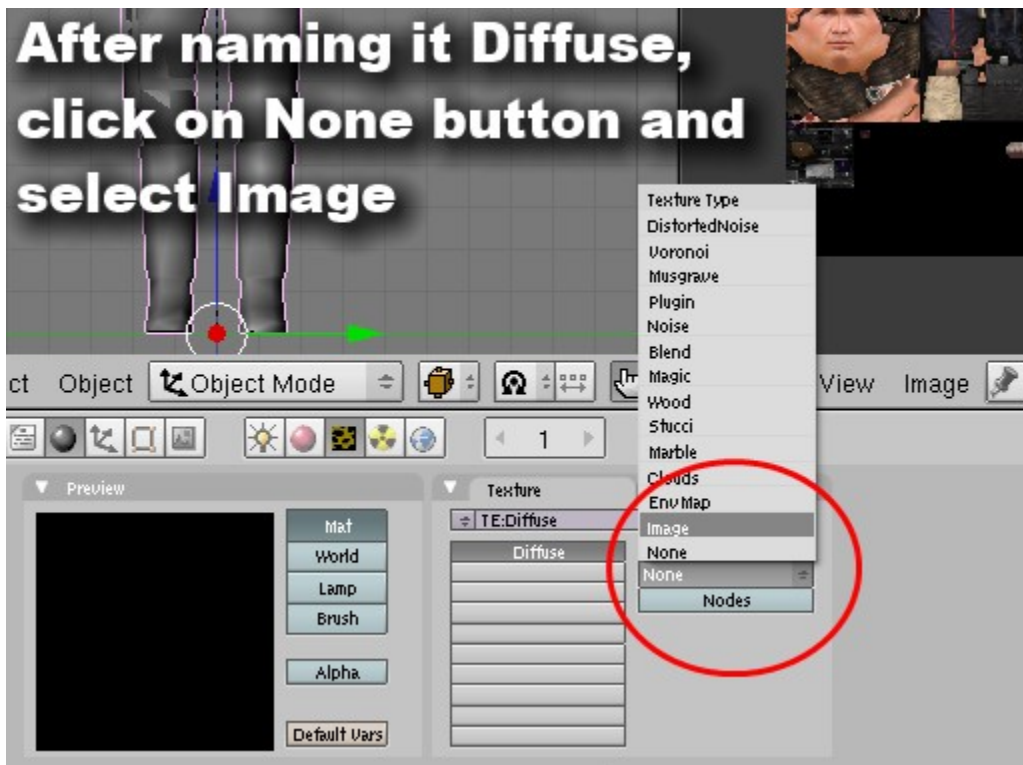 After naming it Diffuse,
click on None button and
select Image
Texture Type
DistortedNoise
Voronoi
Musgrave
Plugin
Noise
Blend
Magic
Wood
Stucci
Marble
Clouds
EnvMap
Image
None
ct Object Object Mode View Image
1
Preview
Mat
World
Lamp
Brush
Alpha
Default Vars
Texture
TE:Diffuse
Diffuse
None
Nodes